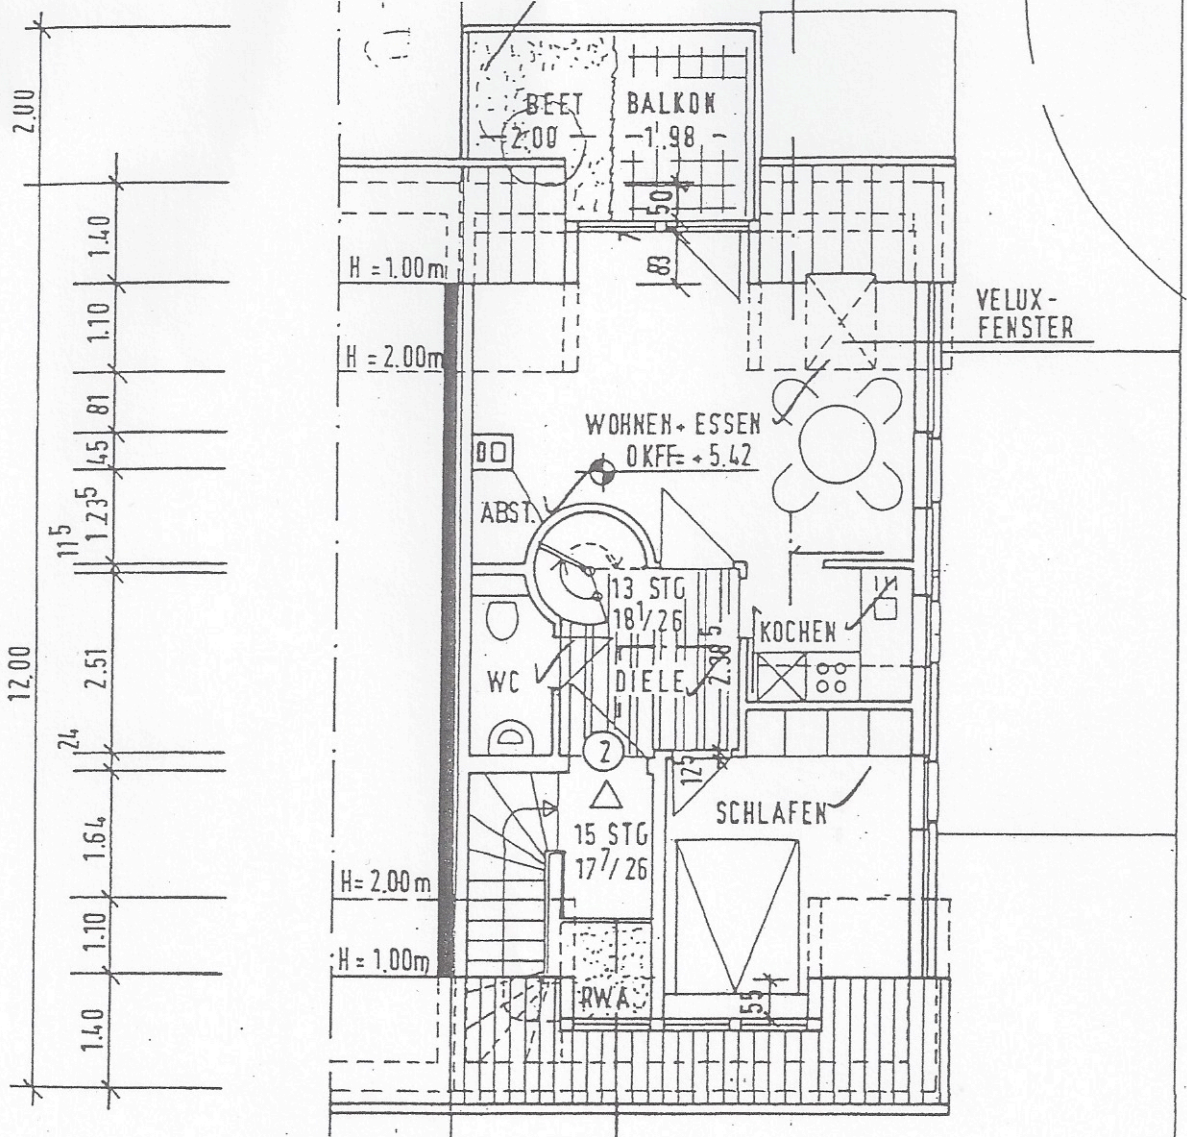 2.00
1.40
1.10
81
45
1.23⁵
11⁵
2.51
24
1.64
1.10
1.40
12.00
BEET
2.00
BALKON
1.98
50
83
H = 1.00m
H = 2.00m
VELUX-
FENSTER
WOHNEN + ESSEN
OKFF= +5.42
ABST.
13 STG
18¹/26
KOCHEN
WC
DIELE
2.38⁵
2
12⁵
SCHLAFEN
15 STG
17⁷/26
H = 2.00m
H = 1.00m
RWA
55